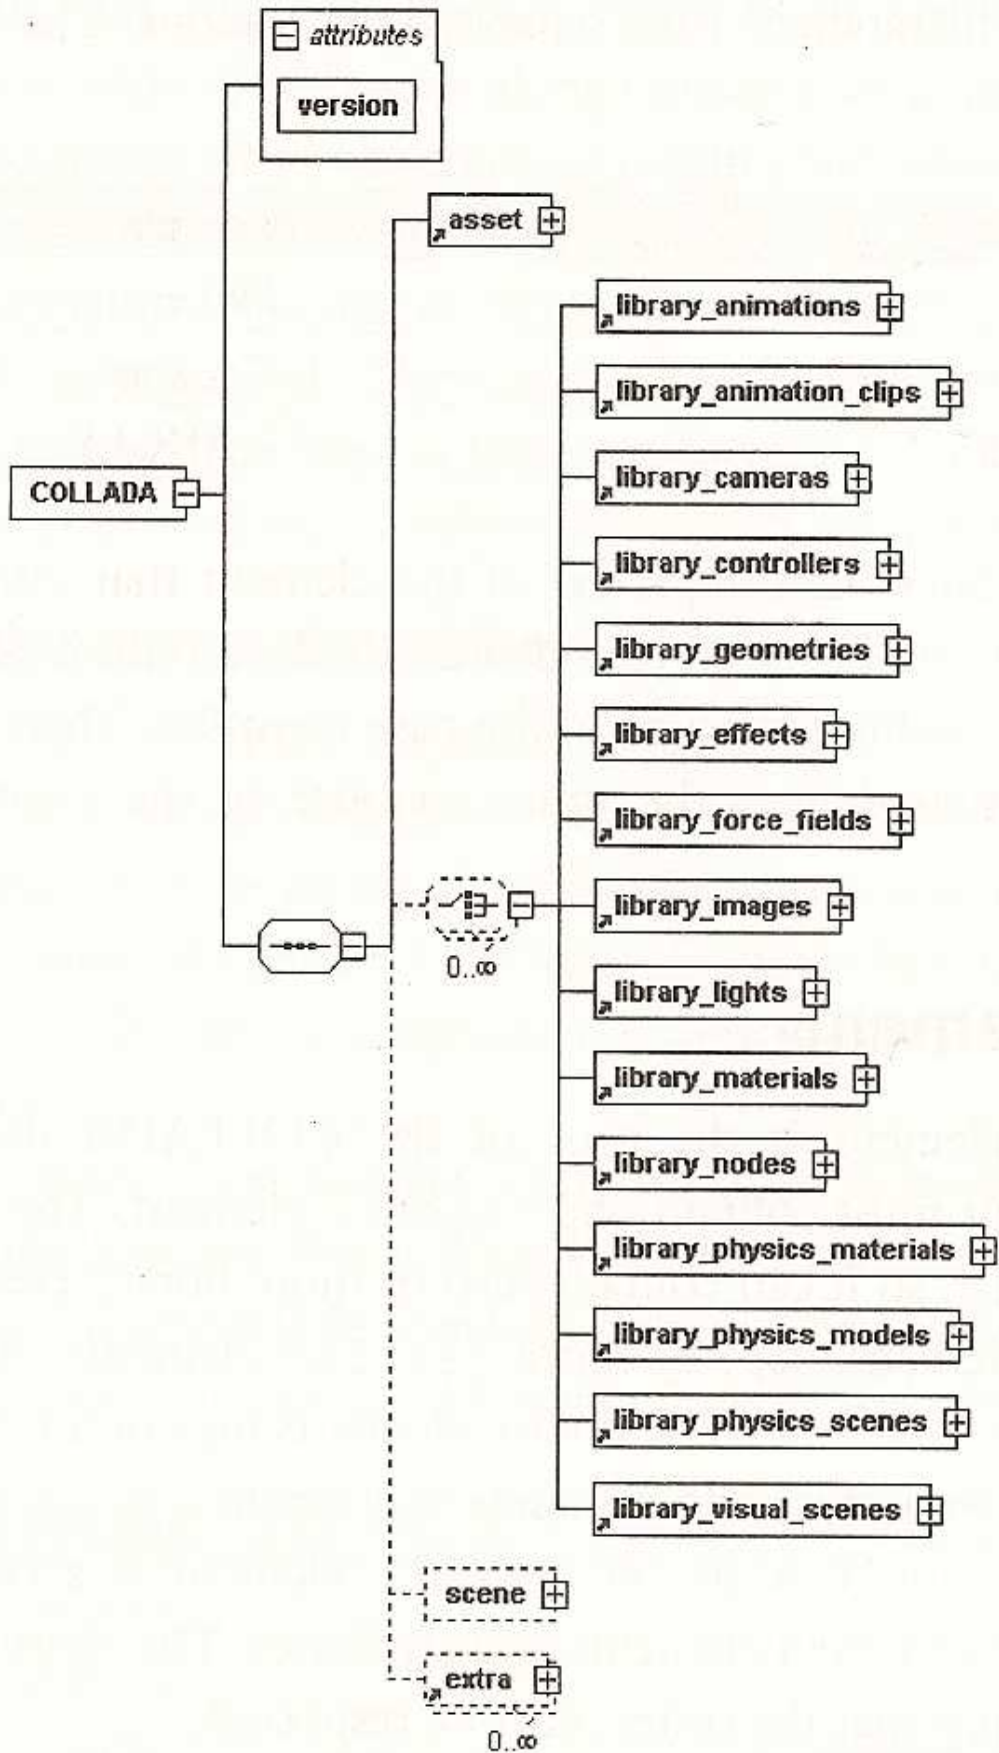 attributes
version
asset
library_animations
library_animation_clips
library_cameras
COLLADA
library_controllers
library_geometries
library_effects
library_force_fields
library_images
0..∞
library_lights
library_materials
library_nodes
library_physics_materials
library_physics_models
library_physics_scenes
library_visual_scenes
scene
extra
0..∞